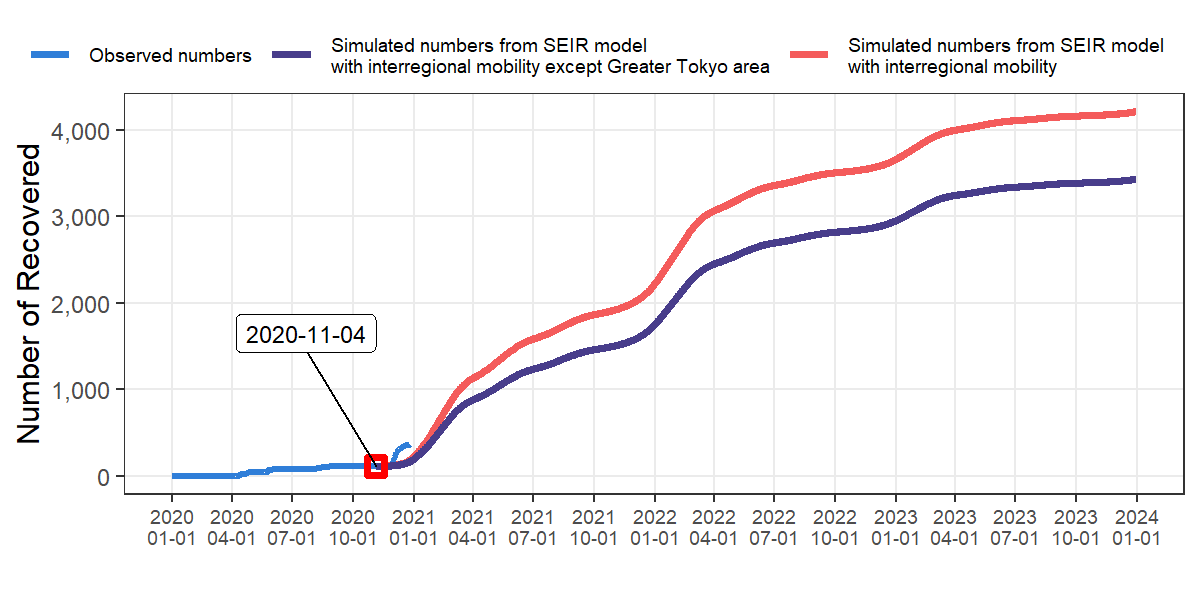 Observed numbers
Simulated numbers from SEIR model
with interregional mobility except Greater Tokyo area
Simulated numbers from SEIR model
with interregional mobility
Number of Recovered
4,000
3,000
2,000
1,000
0
2020-11-04
2020 2020 2020 2020 2021 2021 2021 2021 2022 2022 2022 2022 2023 2023 2023 2023 2024
01-01 04-01 07-01 10-01 01-01 04-01 07-01 10-01 01-01 04-01 07-01 10-01 01-01 04-01 07-01 10-01 01-01